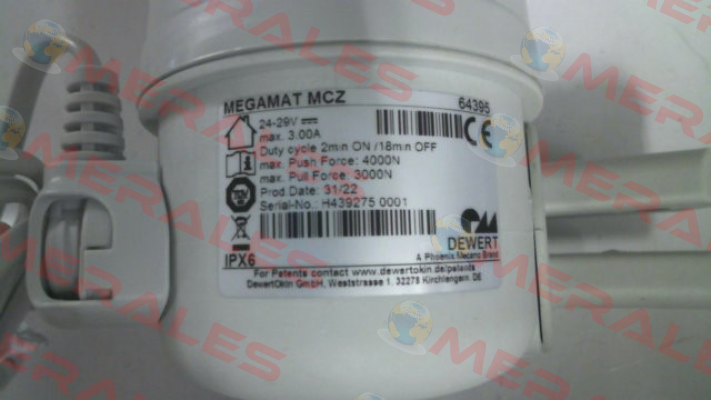 MEGAMAT MCZ 64395
24-29V
max. 3.00A
Duty cycle 2min ON /18min OFF
max. Push Force: 4000N
max. Pull Force: 3000N
Prod.Date: 31/22
Serial-No.: H439275 0001
CE
TÜV
IPX6
DEWERT
A Phoenix Mecano Brand
For Patents contact www.dewertokin.de/patents
DewertOkin GmbH, Weststrasse 1, 32278 Kirchlengern, DE
MERALES
MERALES
MERALES
MERALES
MERALES